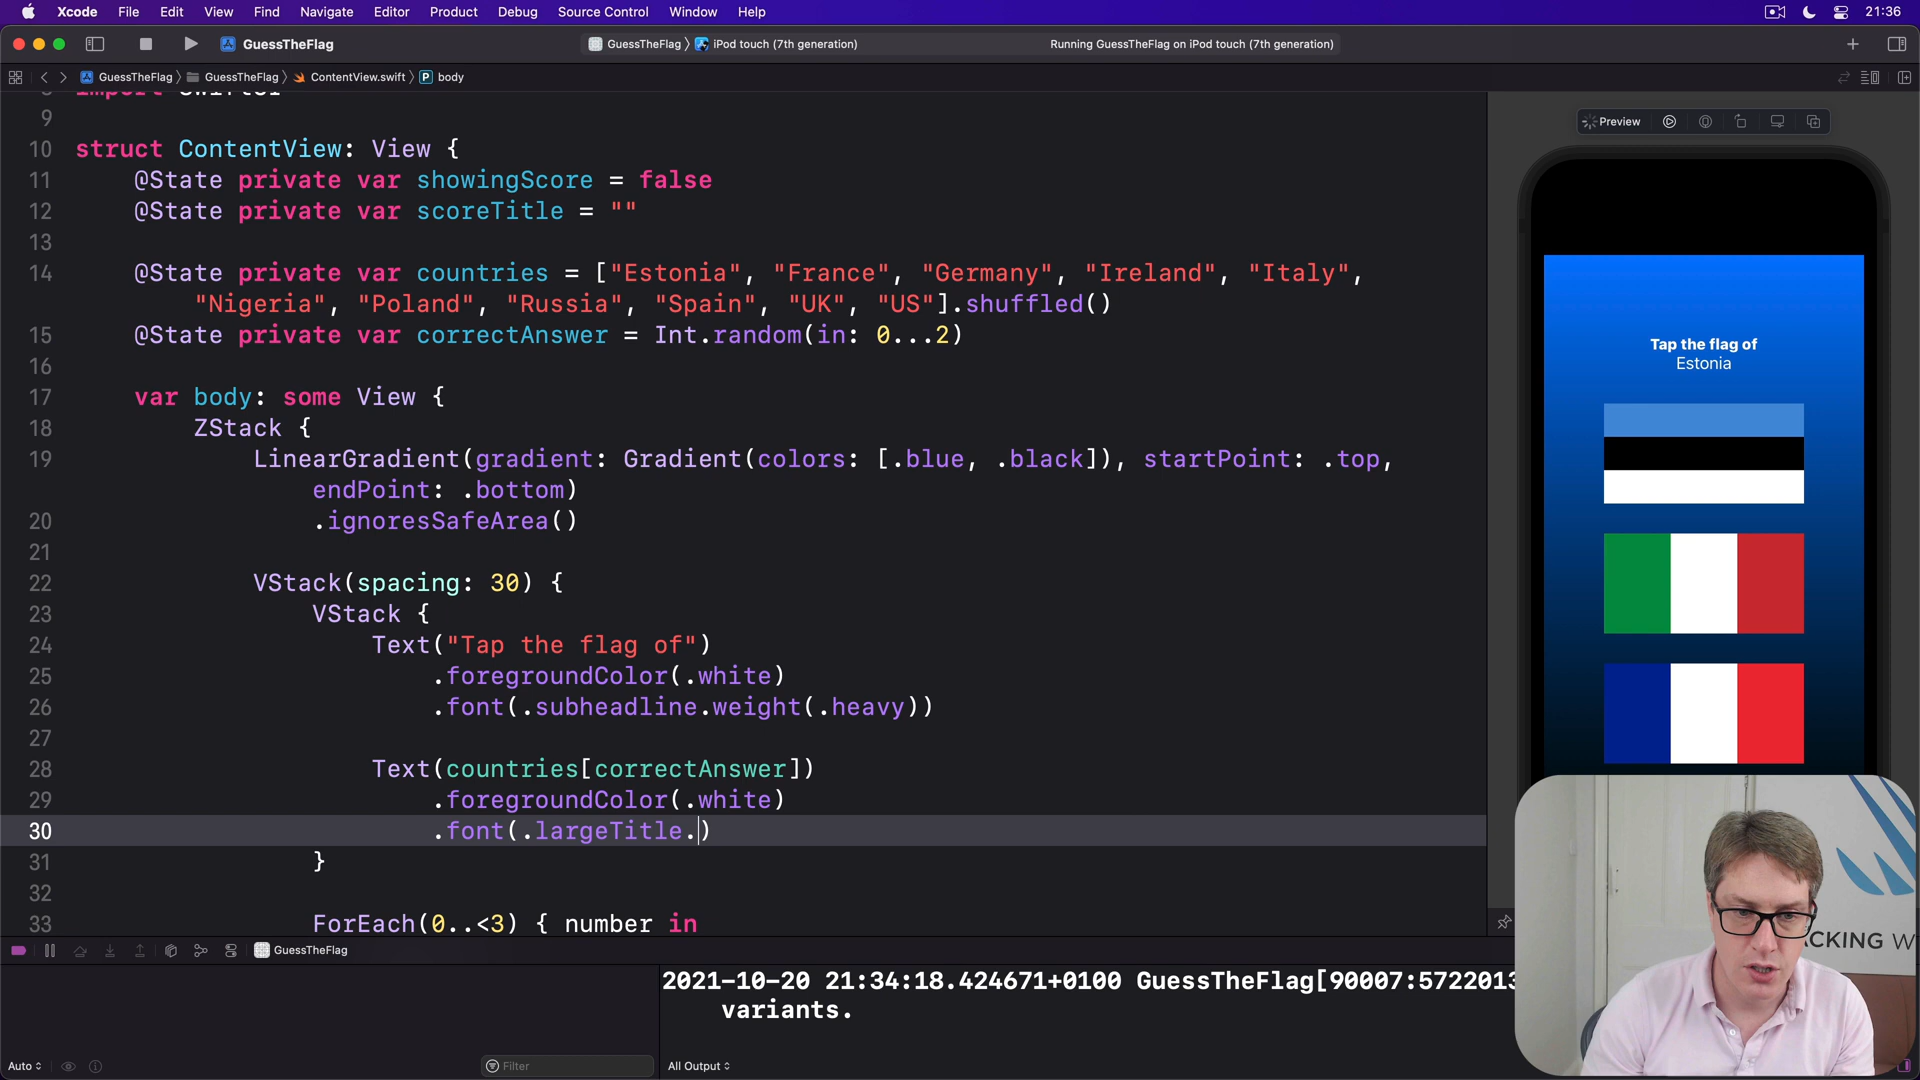 Xcode File Edit View Find Navigate Editor Product Debug Source Control Window Help 21:36
GuessTheFlag GuessTheFlag iPod touch (7th generation) Running GuessTheFlag on iPod touch (7th generation)
GuessTheFlag GuessTheFlag ContentView.swift body
9
10 struct ContentView: View {
11 @State private var showingScore = false
12 @State private var scoreTitle = ""
13
14 @State private var countries = ["Estonia", "France", "Germany", "Ireland", "Italy",
"Nigeria", "Poland", "Russia", "Spain", "UK", "US"].shuffled()
15 @State private var correctAnswer = Int.random(in: 0...2)
16
17 var body: some View {
18 ZStack {
19 LinearGradient(gradient: Gradient(colors: [.blue, .black]), startPoint: .top,
endPoint: .bottom)
20 .ignoresSafeArea()
21
22 VStack(spacing: 30) {
23 VStack {
24 Text("Tap the flag of")
25 .foregroundColor(.white)
26 .font(.subheadline.weight(.heavy))
27
28 Text(countries[correctAnswer])
29 .foregroundColor(.white)
30 .font(.largeTitle.)
31 }
32
33 ForEach(0..<3) { number in
Preview
Tap the flag of
Estonia
GuessTheFlag
2021-10-20 21:34:18.424671+0100 GuessTheFlag[90007:5722013
variants.
Auto Filter All Output